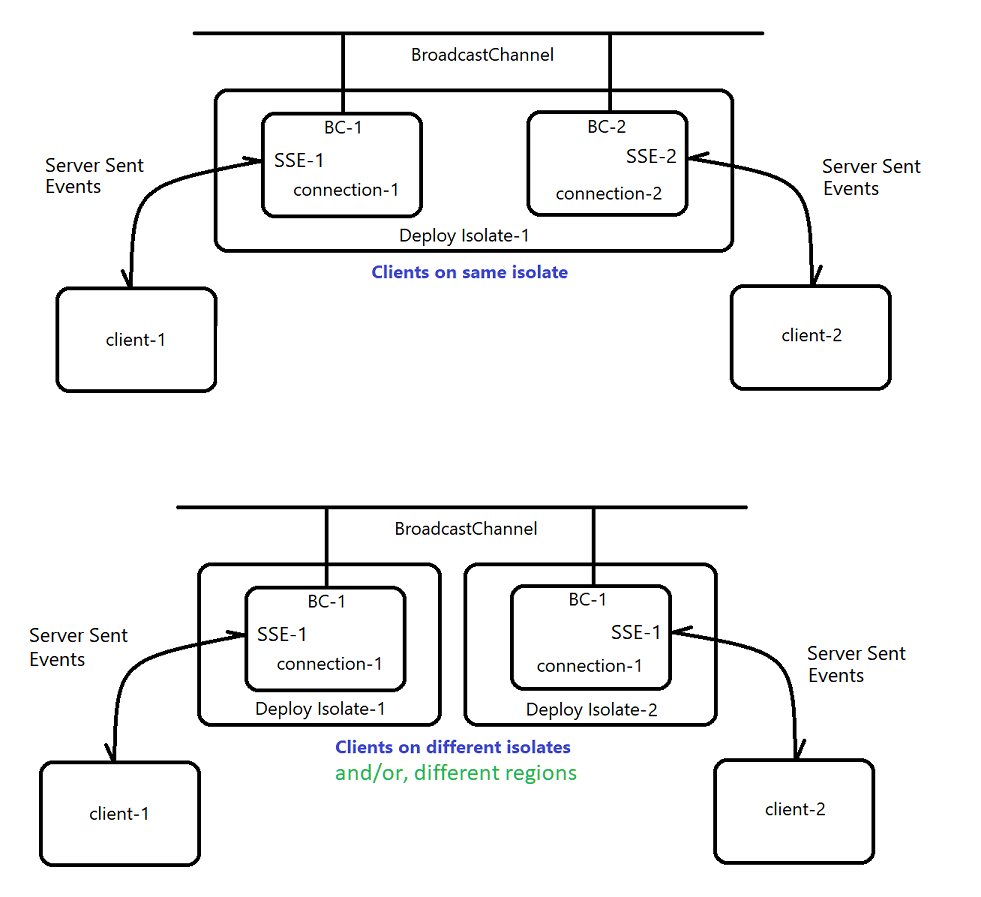 BroadcastChannel
BC-1
SSE-1
connection-1
BC-2
SSE-2
connection-2
Server Sent
Events
Server Sent
Events
Deploy Isolate-1
Clients on same isolate
client-1
client-2
BroadcastChannel
BC-1
SSE-1
connection-1
BC-1
SSE-1
connection-1
Server Sent
Events
Server Sent
Events
Deploy Isolate-1
Deploy Isolate-2
Clients on different isolates
and/or, different regions
client-1
client-2